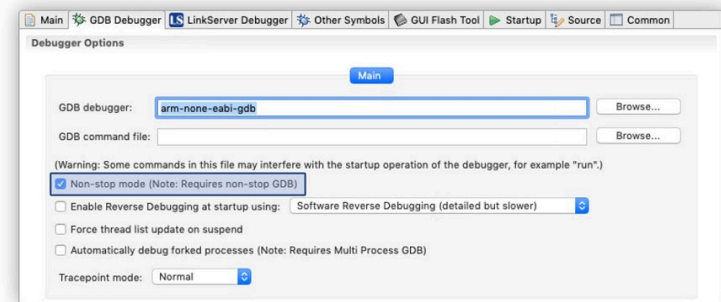 Main GDB Debugger LS LinkServer Debugger Other Symbols GUI Flash Tool Startup Source Common
Debugger Options
Main
GDB debugger: arm-none-eabi-gdb Browse...
GDB command file: Browse...
(Warning: Some commands in this file may interfere with the startup operation of the debugger, for example "run".)
Non-stop mode (Note: Requires non-stop GDB)
Enable Reverse Debugging at startup using: Software Reverse Debugging (detailed but slower)
Force thread list update on suspend
Automatically debug forked processes (Note: Requires Multi Process GDB)
Tracepoint mode: Normal